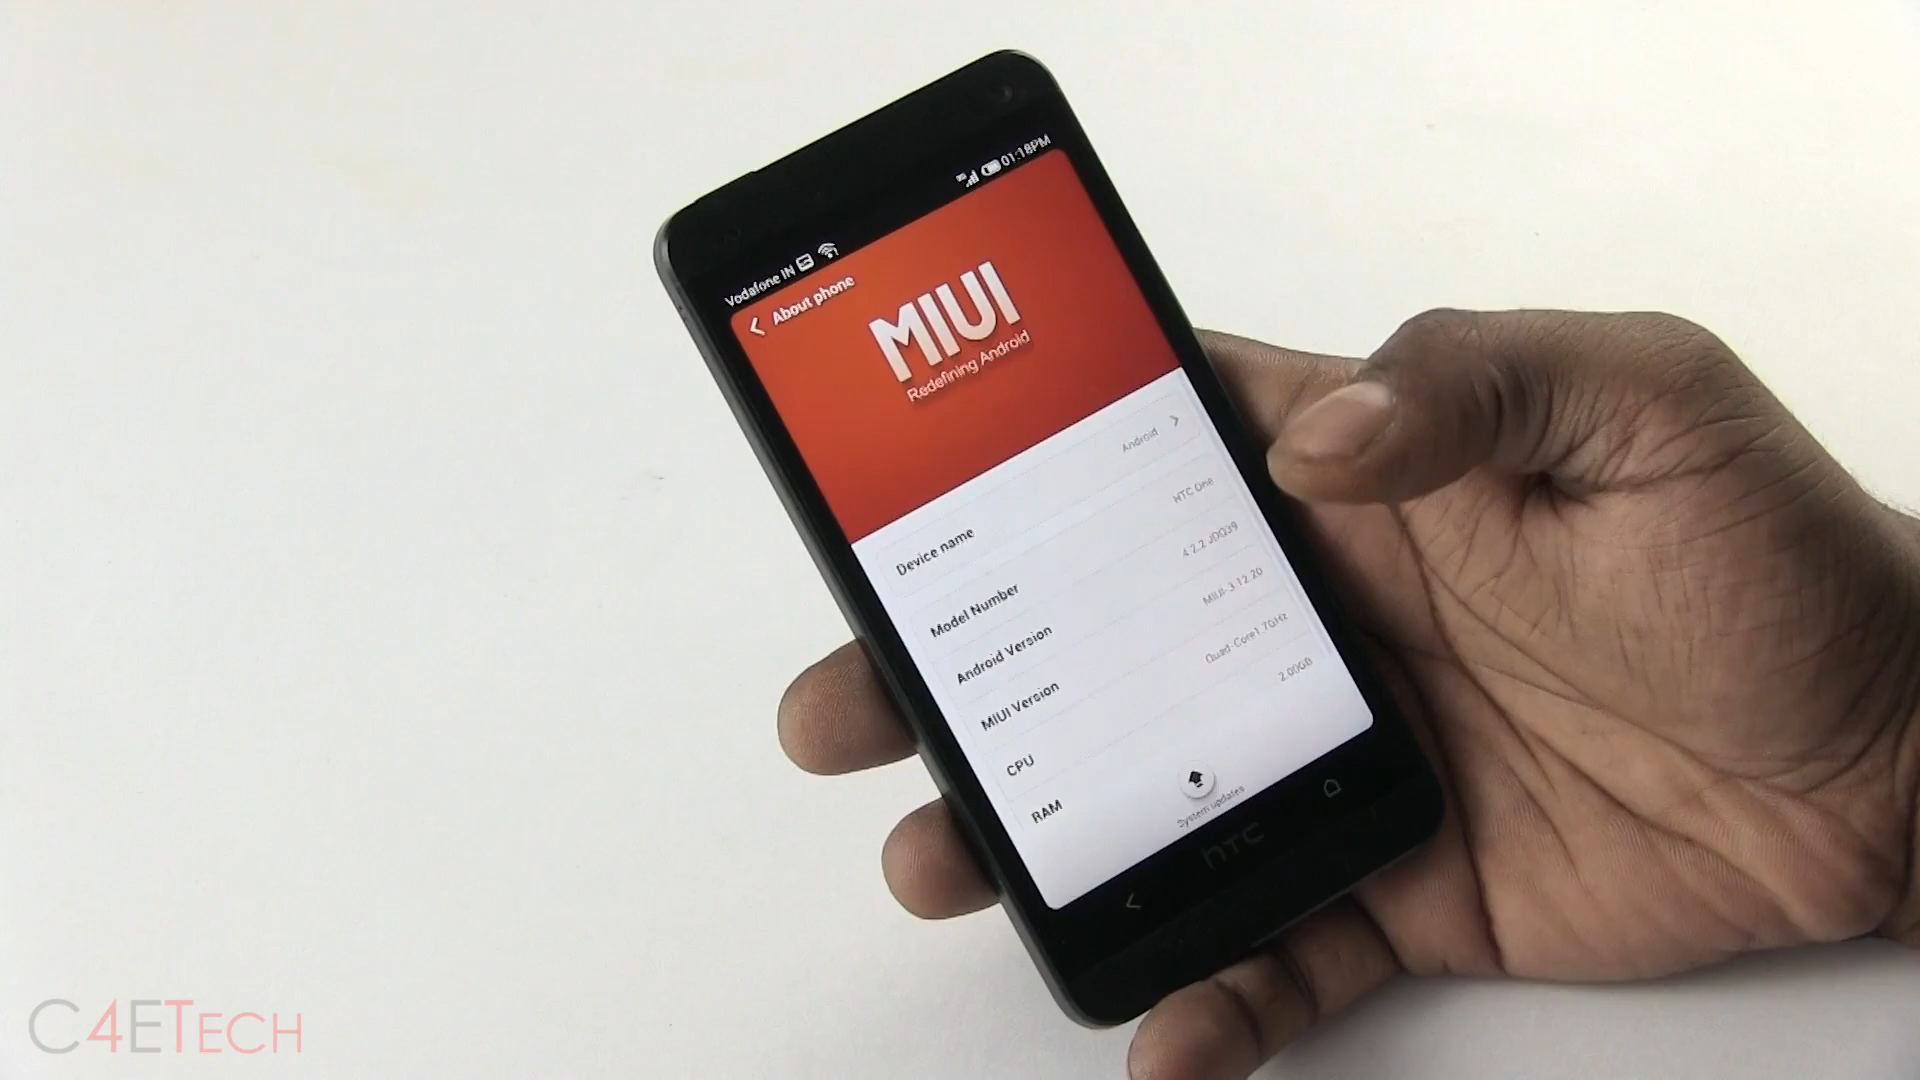 Vodafone IN
3G
01:18PM
About phone
MIUI
Redefining Android
Device name
Android
Model Number
HTC One
Android Version
4.2.2 JDQ39
MIUI Version
MIUI-3.12.20
CPU
Quad-Core1.7GHz
RAM
2.00GB
System updates
hTC
C4ETECH